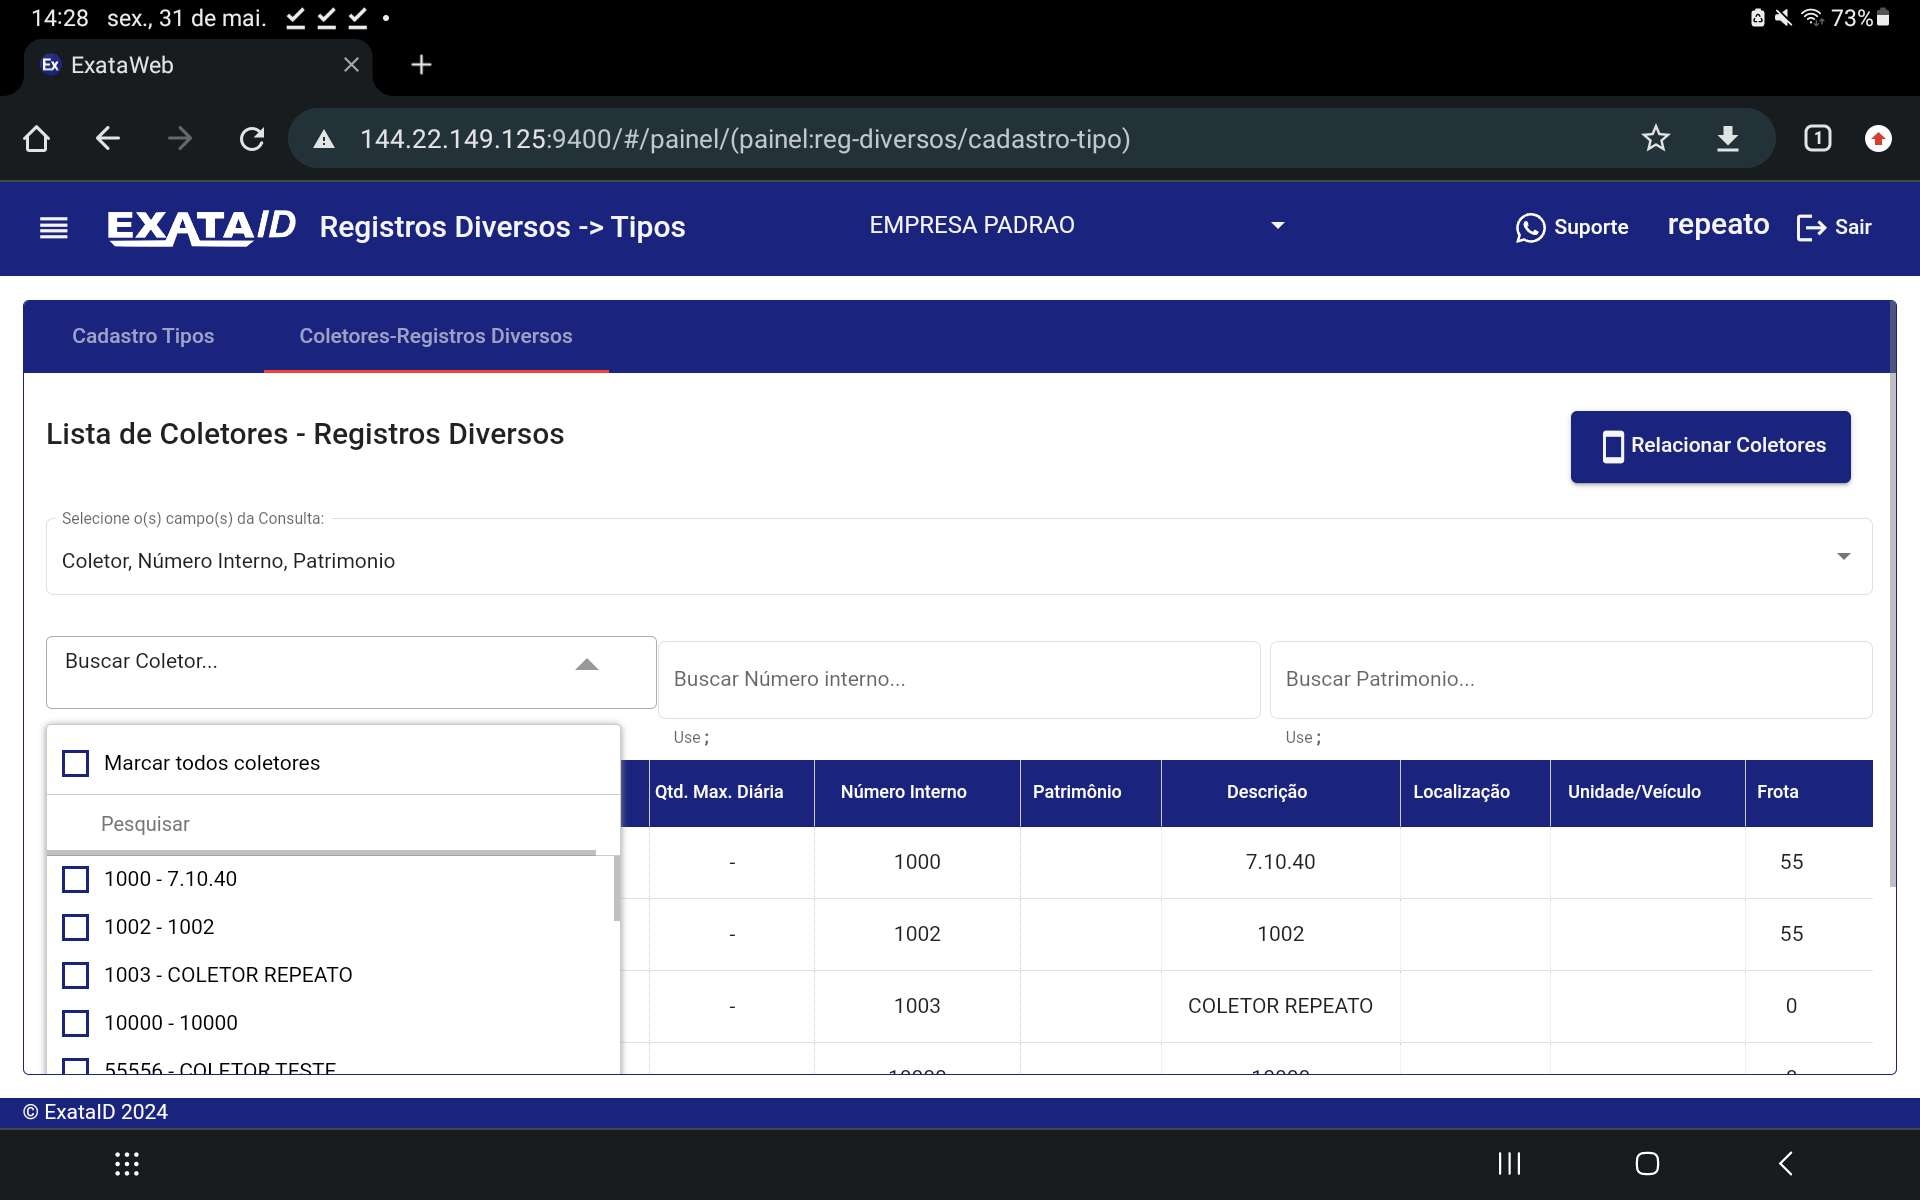 14:28 sex., 31 de mai.
73%
Ex ExataWeb
144.22.149.125:9400/#/painel/(painel:reg-diversos/cadastro-tipo)
1
EXATAID Registros Diversos -> Tipos EMPRESA PADRAO Suporte repeato Sair
Cadastro Tipos Coletores-Registros Diversos
Lista de Coletores - Registros Diversos
Relacionar Coletores
Selecione o(s) campo(s) da Consulta:
Coletor, Número Interno, Patrimonio
Buscar Coletor...
Buscar Número interno... Buscar Patrimonio...
Use ; Use ;
Marcar todos coletores
Pesquisar
1000 - 7.10.40
1002 - 1002
1003 - COLETOR REPEATO
10000 - 10000
55556 - COLETOR TESTE
Qtd. Max. Diária Número Interno Patrimônio Descrição Localização Unidade/Veículo Frota
- 1000 7.10.40 55
- 1002 1002 55
- 1003 COLETOR REPEATO 0
10000 10000 0
© ExataID 2024